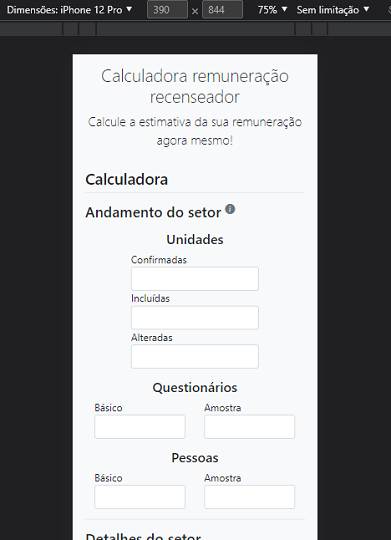 Dimensões: iPhone 12 Pro 390 × 844 75% Sem limitação
Calculadora remuneração
recenseador
Calcule a estimativa da sua remuneração
agora mesmo!
Calculadora
Andamento do setor
Unidades
Confirmadas
Incluídas
Alteradas
Questionários
Básico Amostra
Pessoas
Básico Amostra
Detalhes do setor